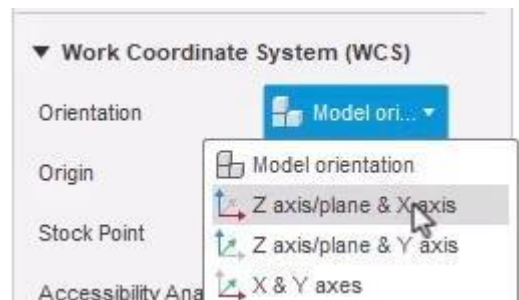 Work Coordinate System (WCS)
Orientation
Model ori...
Origin
Model orientation
Z axis/plane & X axis
Stock Point
Z axis/plane & Y axis
Accessibility Ana
X & Y axes